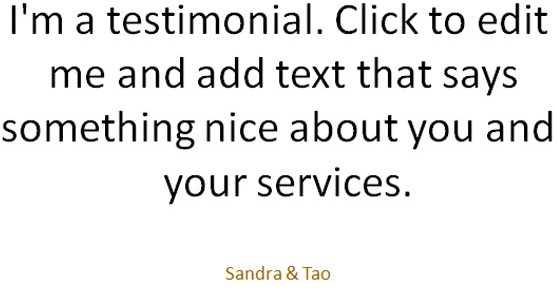 I'm a testimonial. Click to edit
me and add text that says
something nice about you and
your services.
Sandra & Tao